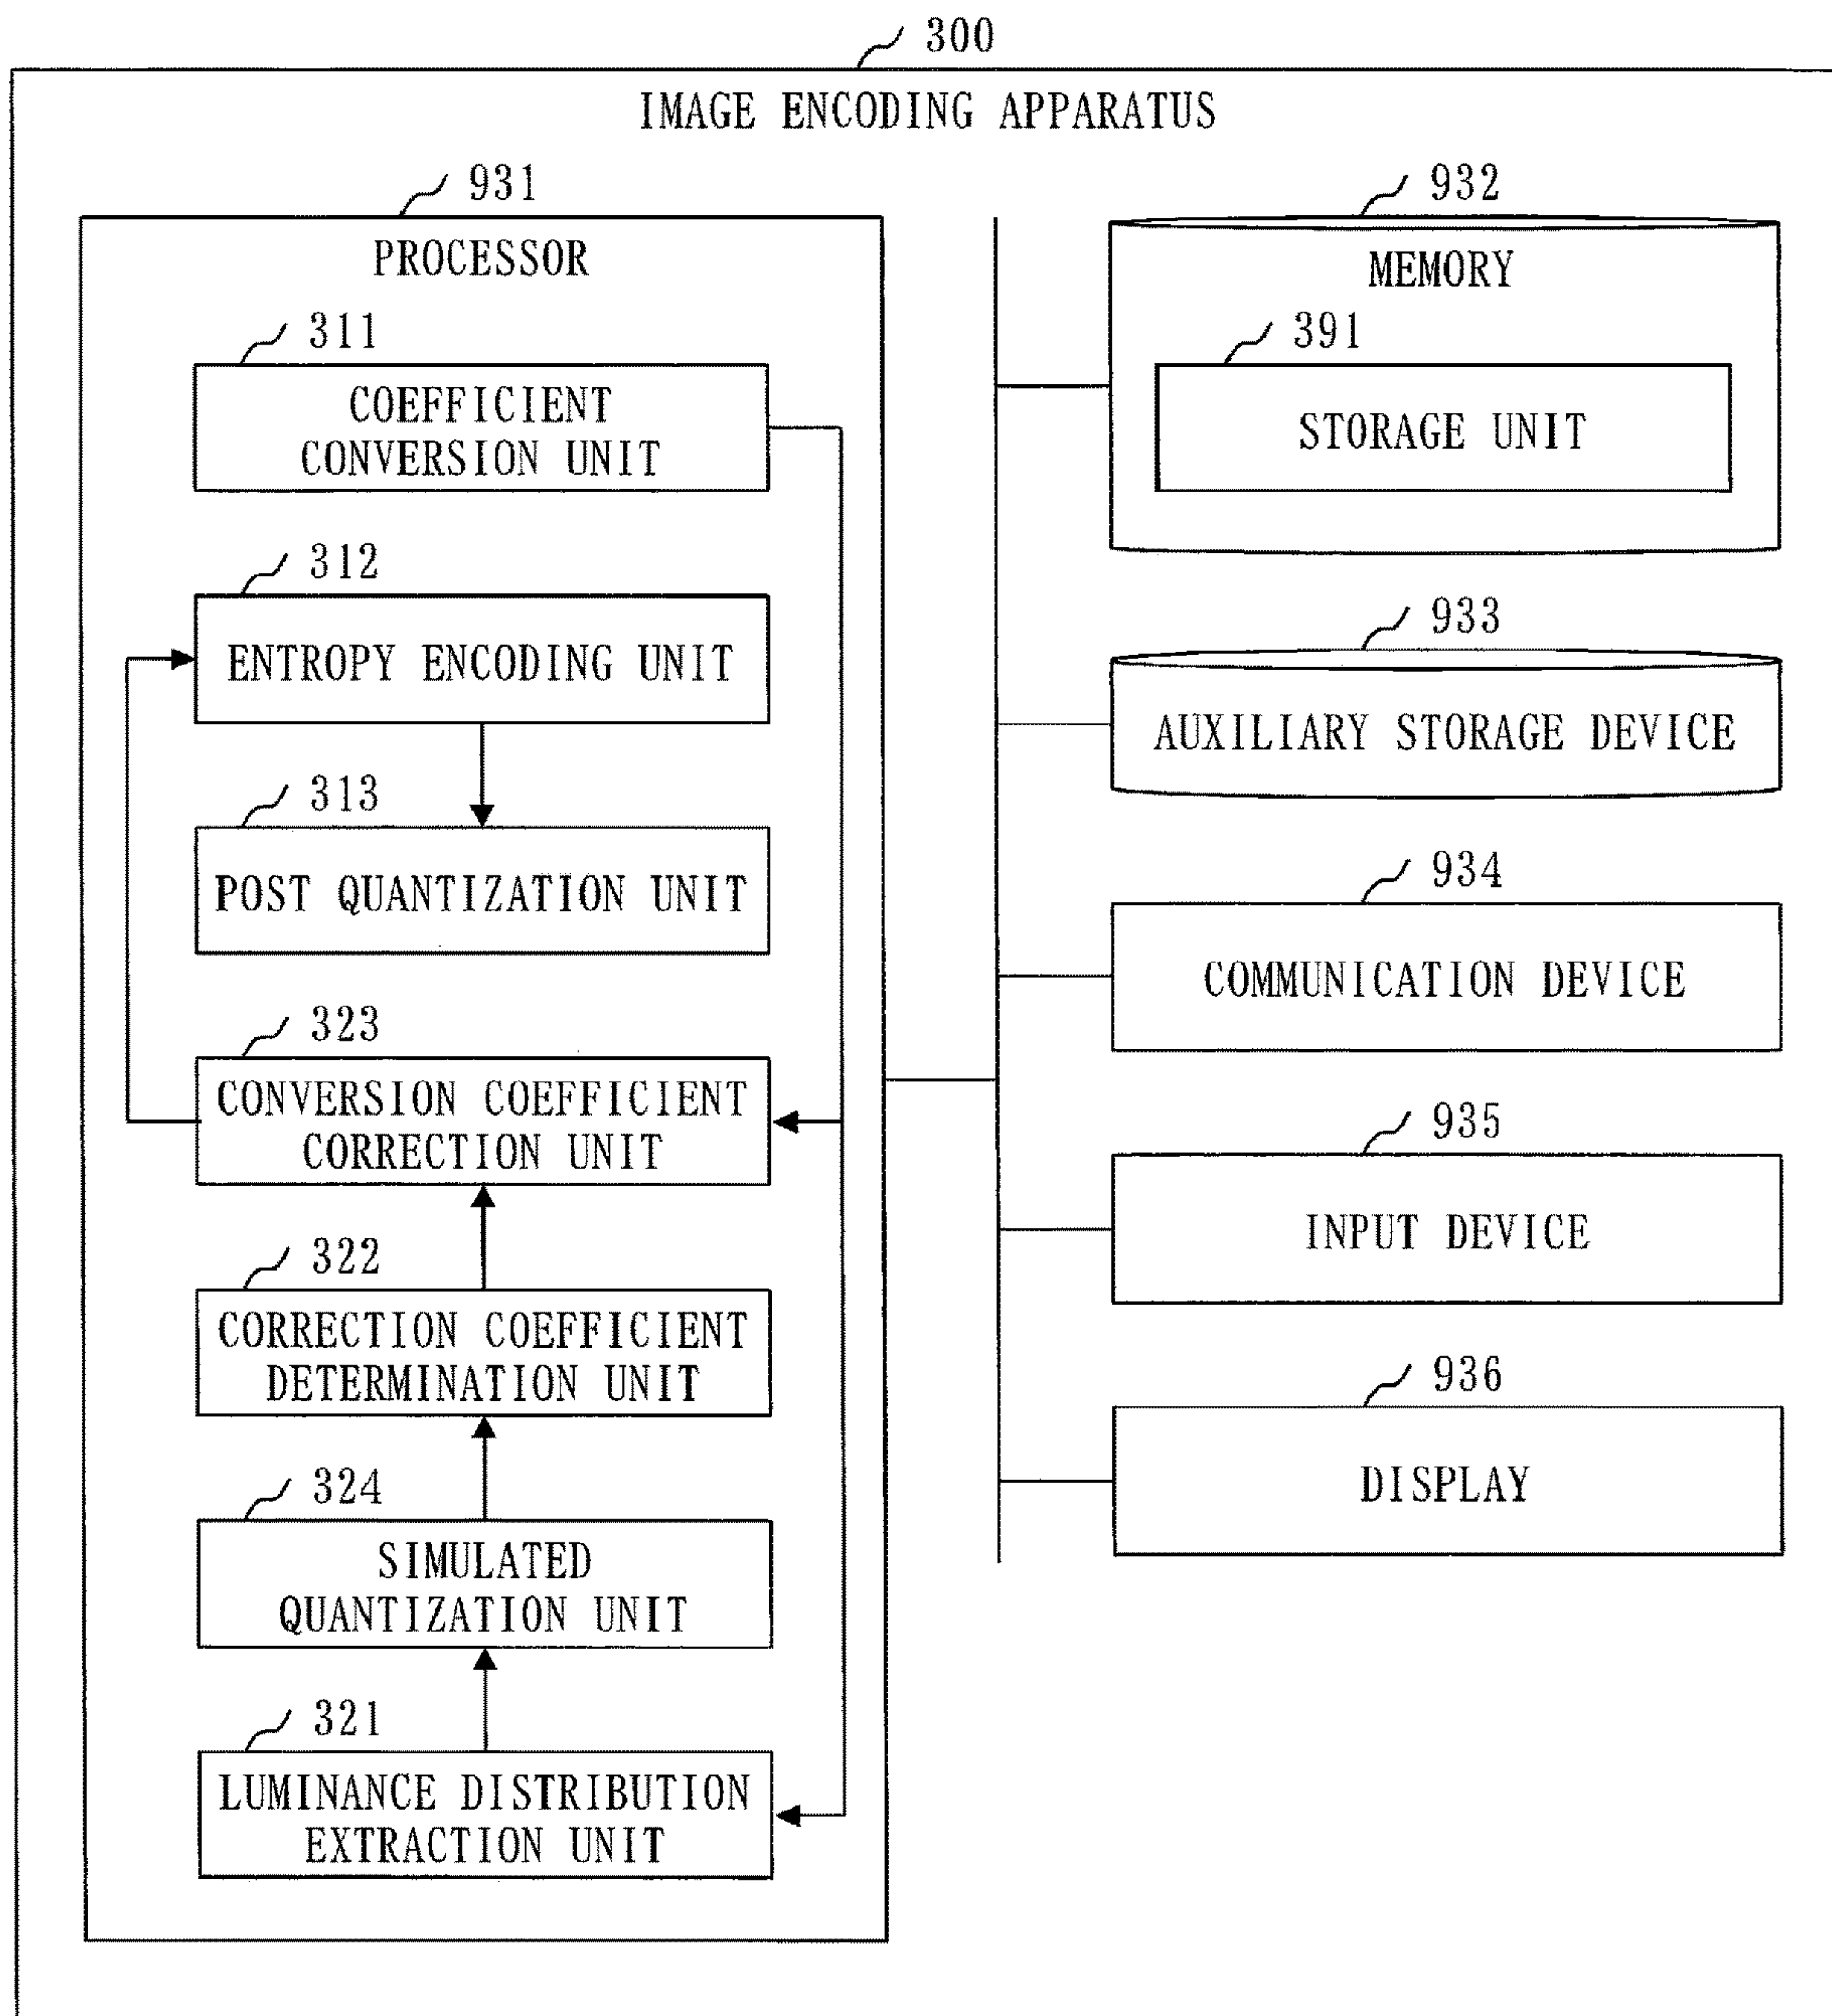 300
IMAGE ENCODING APPARATUS
931
PROCESSOR
311
COEFFICIENT
CONVERSION UNIT
312
ENTROPY ENCODING UNIT
313
POST QUANTIZATION UNIT
323
CONVERSION COEFFICIENT
CORRECTION UNIT
322
CORRECTION COEFFICIENT
DETERMINATION UNIT
324
SIMULATED
QUANTIZATION UNIT
321
LUMINANCE DISTRIBUTION
EXTRACTION UNIT
932
MEMORY
391
STORAGE UNIT
933
AUXILIARY STORAGE DEVICE
934
COMMUNICATION DEVICE
935
INPUT DEVICE
936
DISPLAY